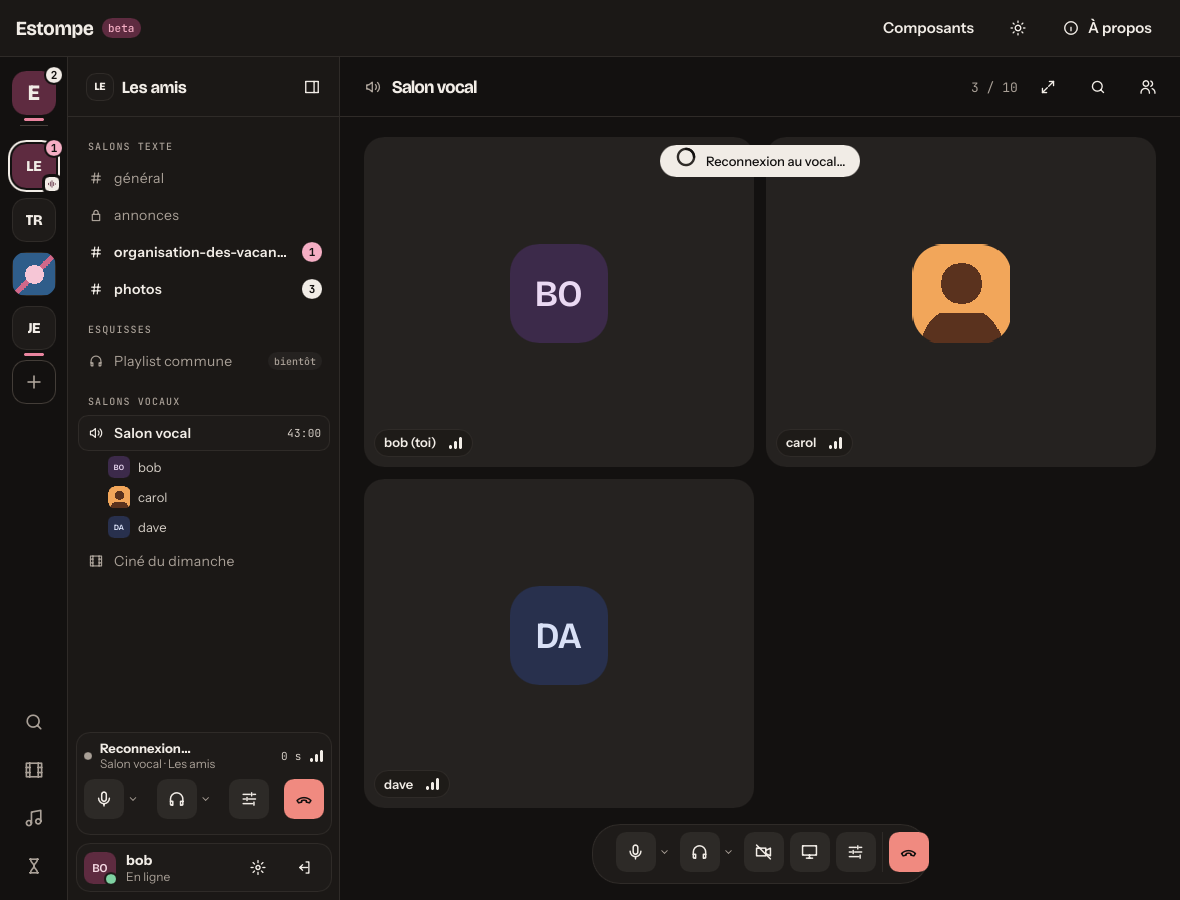 Estompe beta
Composants
À propos
E 2
LE 1
TR
JE
LE Les amis
SALONS TEXTE
# général
annonces
# organisation-des-vacan... 1
# photos 3
ESQUISSES
Playlist commune bientôt
SALONS VOCAUX
Salon vocal 43:00
BO bob
carol
DA dave
Ciné du dimanche
Reconnexion... 0 s
Salon vocal · Les amis
BO bob
En ligne
Salon vocal
3 / 10
Reconnexion au vocal...
BO
bob (toi)
carol
DA
dave